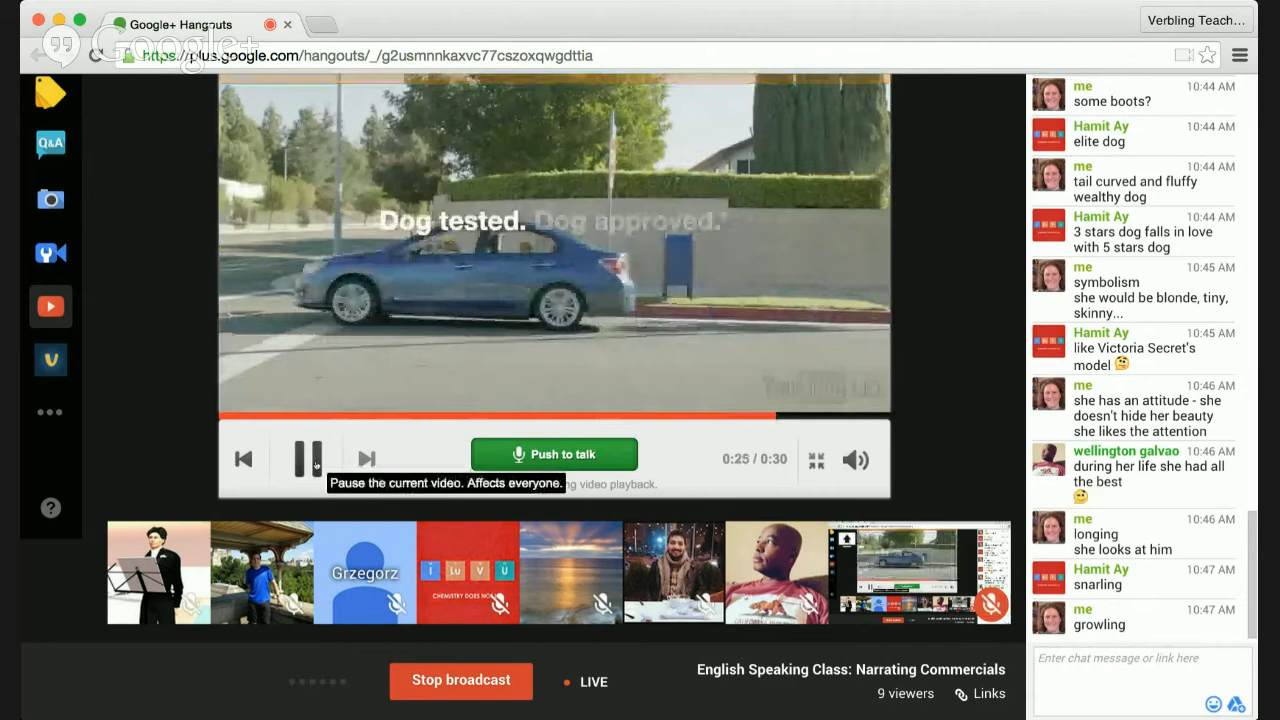 Google+ Hangouts
Verbling Teach...
Google+
https://plus.google.com/hangouts/_/g2usmnnkaxvc77cszoxqwgdttia
Q&A
Dog tested. Dog approved.
Push to talk
0:25 / 0:30
Pause the current video. Affects everyone.
video playback.
Grzegorz
CHEMISTRY DOES
Stop broadcast
LIVE
English Speaking Class: Narrating Commercials
9 viewers
Links
me 10:44 AM
some boots?
Hamit Ay 10:44 AM
elite dog
me 10:44 AM
tail curved and fluffy
wealthy dog
Hamit Ay 10:44 AM
3 stars dog falls in love
with 5 stars dog
me 10:45 AM
symbolism
she would be blonde, tiny,
skinny...
Hamit Ay 10:45 AM
like Victoria Secret's
model 🤔
me 10:46 AM
she has an attitude - she
doesn't hide her beauty
she likes the attention
wellington galvao 10:46 AM
during her life she had all
the best
me 10:46 AM
longing
she looks at him
Hamit Ay 10:47 AM
snarling
me 10:47 AM
growling
Enter chat message or link here